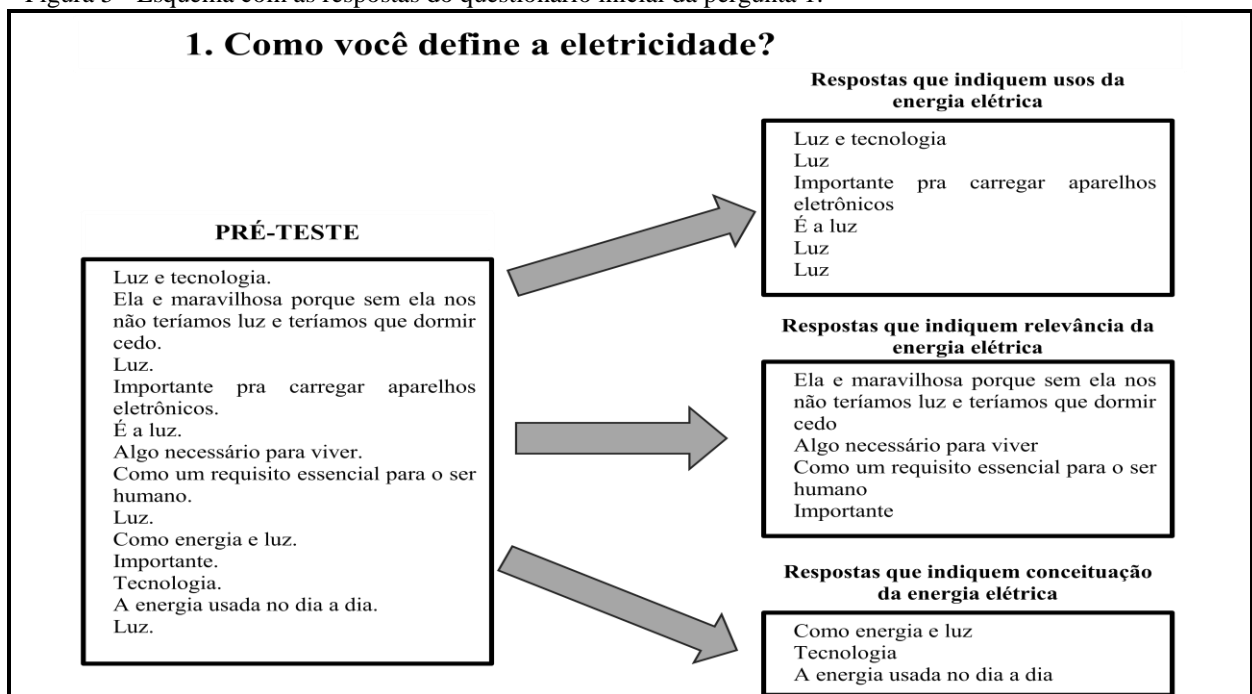 Figura 3 - Esquema com as respostas do questionário inicial da pergunta 1.
1. Como você define a eletricidade?
PRÉ-TESTE
Luz e tecnologia.
Ela e maravilhosa porque sem ela nos
não teríamos luz e teríamos que dormir
cedo.
Luz.
Importante pra carregar aparelhos
eletrônicos.
É a luz.
Algo necessário para viver.
Como um requisito essencial para o ser
humano.
Luz.
Como energia e luz.
Importante.
Tecnologia.
A energia usada no dia a dia.
Luz.
Respostas que indiquem usos da
energia elétrica
Luz e tecnologia
Luz
Importante pra carregar aparelhos
eletrônicos
É a luz
Luz
Luz
Respostas que indiquem relevância da
energia elétrica
Ela e maravilhosa porque sem ela nos
não teríamos luz e teríamos que dormir
cedo
Algo necessário para viver
Como um requisito essencial para o ser
humano
Importante
Respostas que indiquem conceituação
da energia elétrica
Como energia e luz
Tecnologia
A energia usada no dia a dia